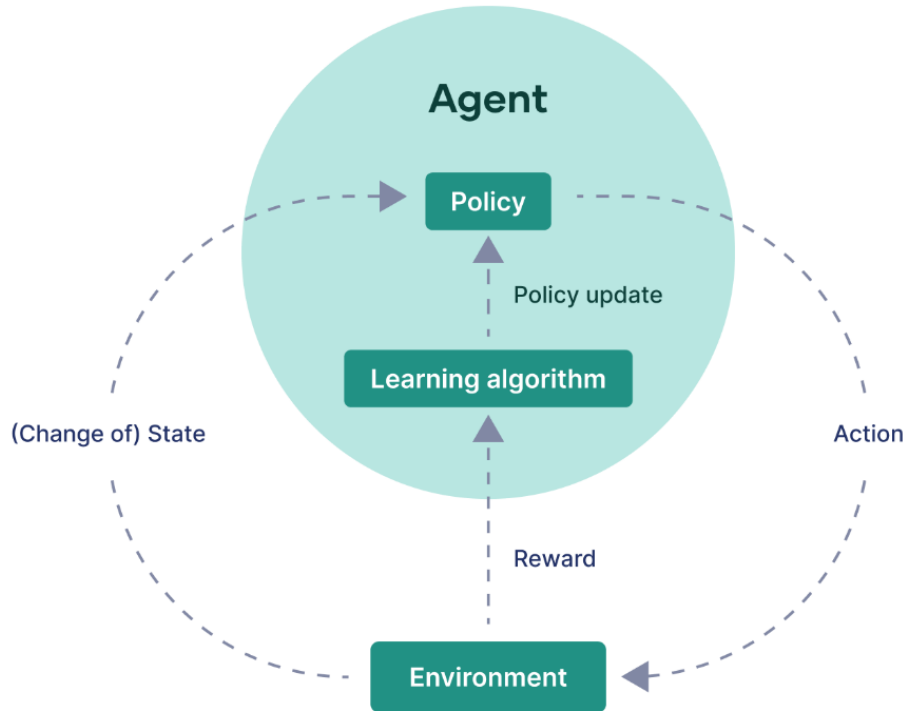 Agent
Policy
Policy update
Learning algorithm
(Change of) State
Action
Reward
Environment